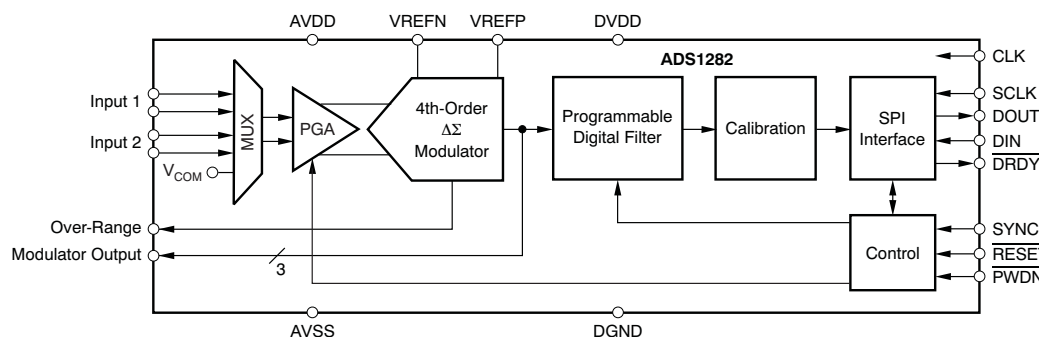 AVDD
VREFN
VREFP
DVDD
ADS1282
CLK
Input 1
Input 2
MUX
PGA
4th-Order
ΔΣ
Modulator
Programmable
Digital Filter
Calibration
SPI
Interface
SCLK
DOUT
DIN
DRDY
VCOM
Over-Range
Modulator Output
3
Control
SYNC
RESET
PWDN
AVSS
DGND